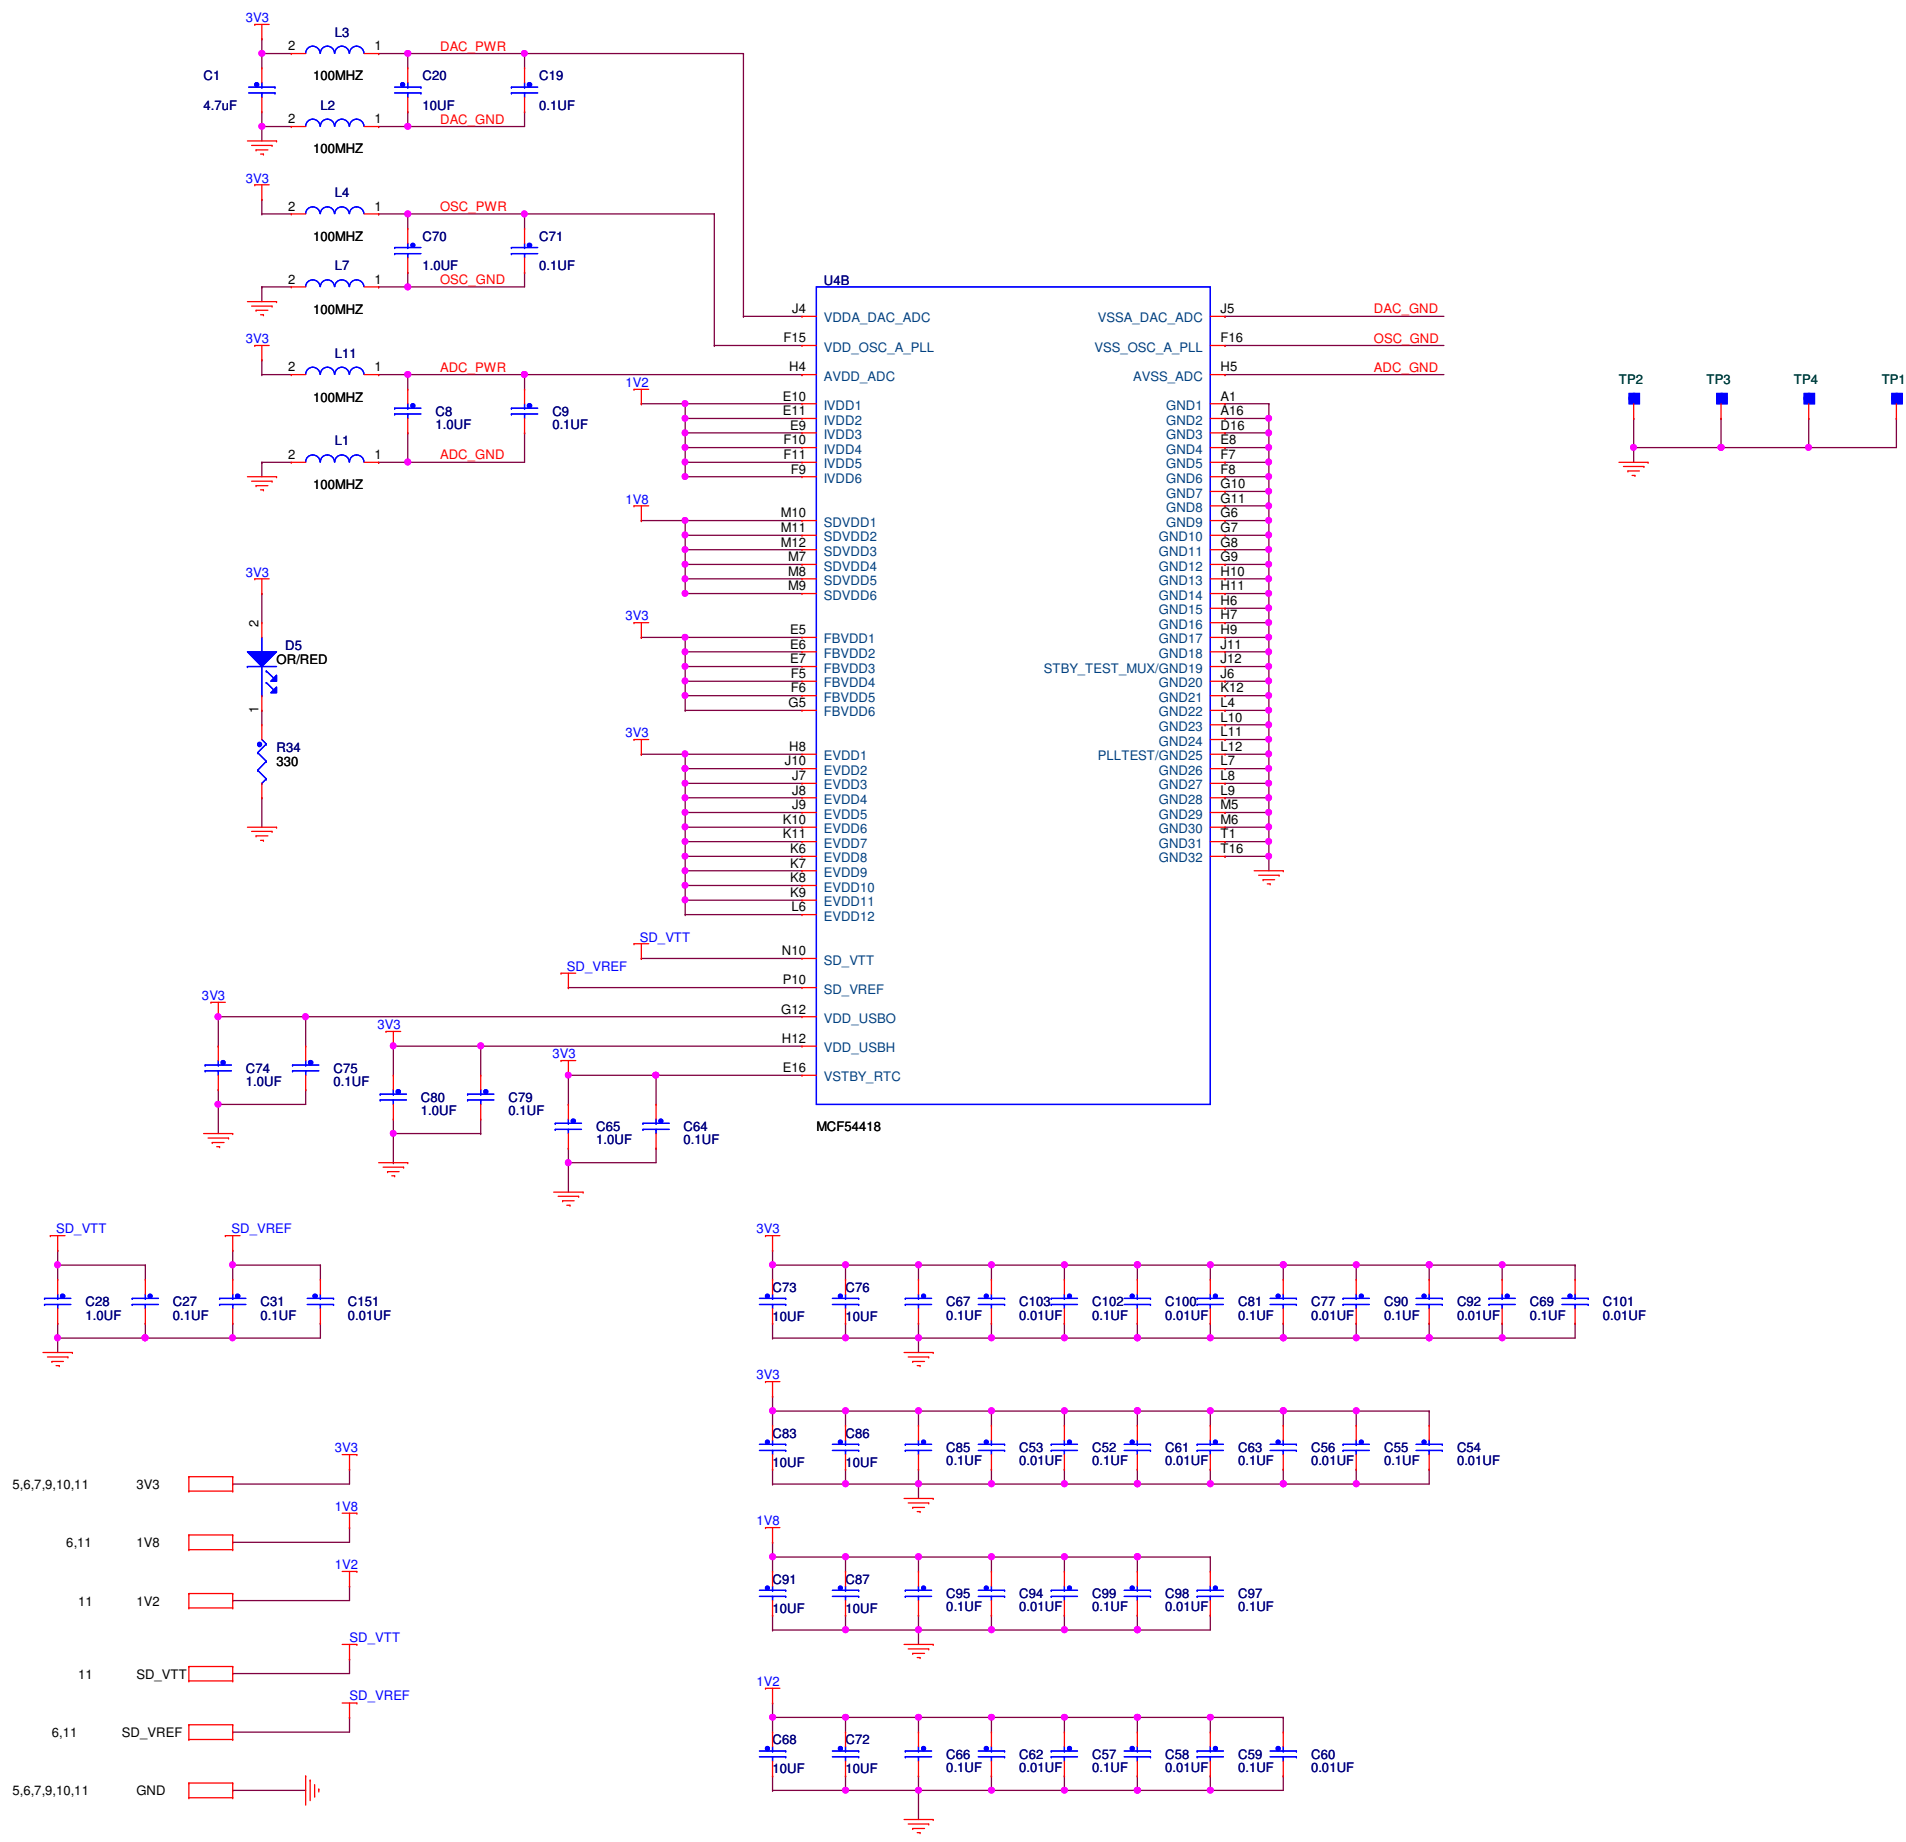 3V3
L3
2
1
DAC_PWR
100MHZ
C1
4.7uF
C20
10UF
C19
0.1UF
L2
2
1
DAC_GND
100MHZ
3V3
L4
2
1
OSC_PWR
100MHZ
C70
1.0UF
C71
0.1UF
L7
2
1
OSC_GND
100MHZ
3V3
L11
2
1
ADC_PWR
100MHZ
C8
1.0UF
C9
0.1UF
L1
2
1
ADC_GND
100MHZ
3V3
2
D5
OR/RED
1
R34
330
U4B
J4 VDDA_DAC_ADC
F15 VDD_OSC_A_PLL
H4 AVDD_ADC
1V2
E10 IVDD1
E11 IVDD2
E9 IVDD3
F10 IVDD4
F11 IVDD5
F9 IVDD6
1V8
M10 SDVDD1
M11 SDVDD2
M12 SDVDD3
M7 SDVDD4
M8 SDVDD5
M9 SDVDD6
3V3
E5 FBVDD1
E6 FBVDD2
E7 FBVDD3
F5 FBVDD4
F6 FBVDD5
G5 FBVDD6
3V3
H8 EVDD1
J10 EVDD2
J7 EVDD3
J8 EVDD4
J9 EVDD5
K10 EVDD6
K11 EVDD7
K6 EVDD8
K7 EVDD9
K8 EVDD10
K9 EVDD11
L6 EVDD12
SD_VTT
N10 SD_VTT
SD_VREF
P10 SD_VREF
3V3
G12 VDD_USBO
3V3
H12 VDD_USBH
3V3
E16 VSTBY_RTC
C74
1.0UF
C75
0.1UF
C80
1.0UF
C79
0.1UF
C65
1.0UF
C64
0.1UF
MCF54418
VSSA_DAC_ADC J5 DAC_GND
VSS_OSC_A_PLL F16 OSC_GND
AVSS_ADC H5 ADC_GND
GND1 A1
GND2 A16
GND3 D16
GND4 E8
GND5 F7
GND6 F8
GND7 G10
GND8 G11
GND9 G6
GND10 G7
GND11 G8
GND12 G9
GND13 H10
GND14 H11
GND15 H6
GND16 H7
GND17 H9
GND18 J11
STBY_TEST_MUX/GND19 J12
GND20 J6
GND21 K12
GND22 L4
GND23 L10
GND24 L11
PLLTEST/GND25 L12
GND26 L7
GND27 L8
GND28 L9
GND29 M5
GND30 M6
GND31 T1
GND32 T16
TP2 TP3 TP4 TP1
SD_VTT
C28
1.0UF
C27
0.1UF
SD_VREF
C31
0.1UF
C151
0.01UF
3V3
C73 C76 C67 C103 C102 C100 C81 C77 C90 C92 C69 C101
10UF 10UF 0.1UF 0.01UF 0.1UF 0.01UF 0.1UF 0.01UF 0.1UF 0.01UF 0.1UF 0.01UF
3V3
C83 C86 C85 C53 C52 C61 C63 C56 C55 C54
10UF 10UF 0.1UF 0.01UF 0.1UF 0.01UF 0.1UF 0.01UF 0.1UF 0.01UF
1V8
C91 C87 C95 C94 C99 C98 C97
10UF 10UF 0.1UF 0.01UF 0.1UF 0.01UF 0.1UF
1V2
C68 C72 C66 C62 C57 C58 C59 C60
10UF 10UF 0.1UF 0.01UF 0.1UF 0.01UF 0.1UF 0.01UF
3V3
5,6,7,9,10,11 3V3
1V8
6,11 1V8
1V2
11 1V2
SD_VTT
11 SD_VTT
SD_VREF
6,11 SD_VREF
5,6,7,9,10,11 GND